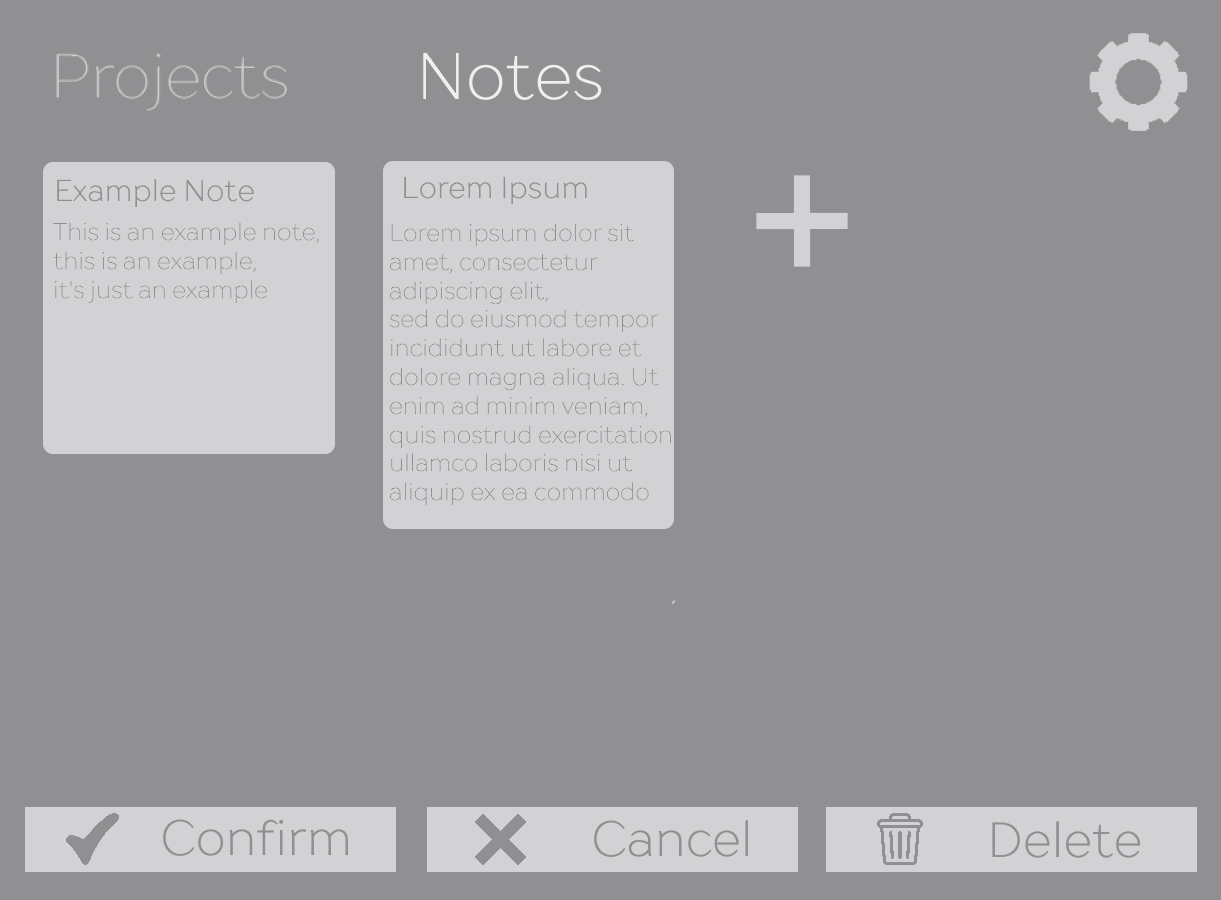 Projects
Notes
Example Note
This is an example note,
this is an example,
it's just an example
Lorem Ipsum
Lorem ipsum dolor sit
amet, consectetur
adipiscing elit,
sed do eiusmod tempor
incididunt ut labore et
dolore magna aliqua. Ut
enim ad minim veniam,
quis nostrud exercitation
ullamco laboris nisi ut
aliquip ex ea commodo
Confirm
Cancel
Delete